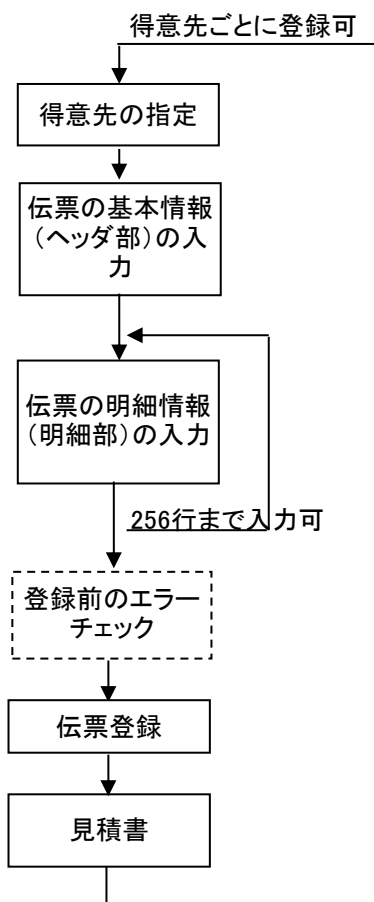 得意先ごとに登録可
得意先の指定
伝票の基本情報
（ヘッダ部）の入
力
伝票の明細情報
（明細部）の入力
256行まで入力可
登録前のエラー
チェック
伝票登録
見積書